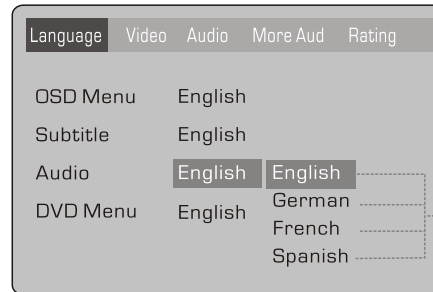 Language Video Audio More Aud Rating
OSD Menu English
Subtitle English
Audio English English
German
DVD Menu English
French
Spanish